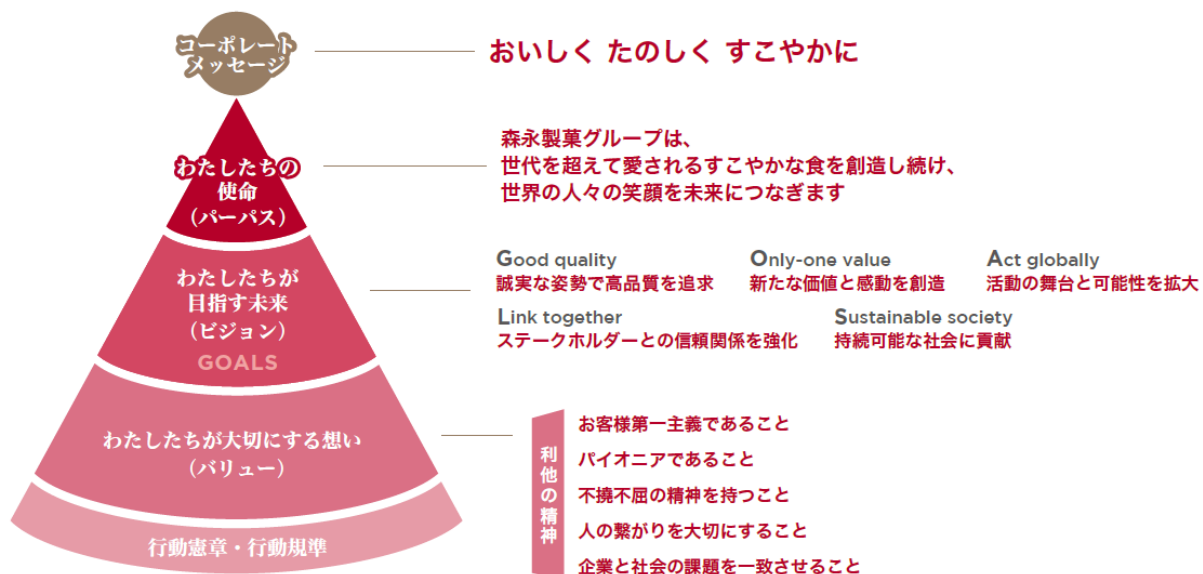 コーポレート
メッセージ
おいしく たのしく すこやかに
わたしたちの
使命
（パーパス）
森永製菓グループは、
世代を超えて愛されるすこやかな食を創造し続け、
世界の人々の笑顔を未来につなぎます
わたしたちが
目指す未来
（ビジョン）
GOALS
Good quality
誠実な姿勢で高品質を追求
Only-one value
新たな価値と感動を創造
Act globally
活動の舞台と可能性を拡大
Link together
ステークホルダーとの信頼関係を強化
Sustainable society
持続可能な社会に貢献
わたしたちが大切にする想い
（バリュー）
利他の精神
お客様第一主義であること
パイオニアであること
不撓不屈の精神を持つこと
人の繋がりを大切にすること
企業と社会の課題を一致させること
行動憲章・行動規準